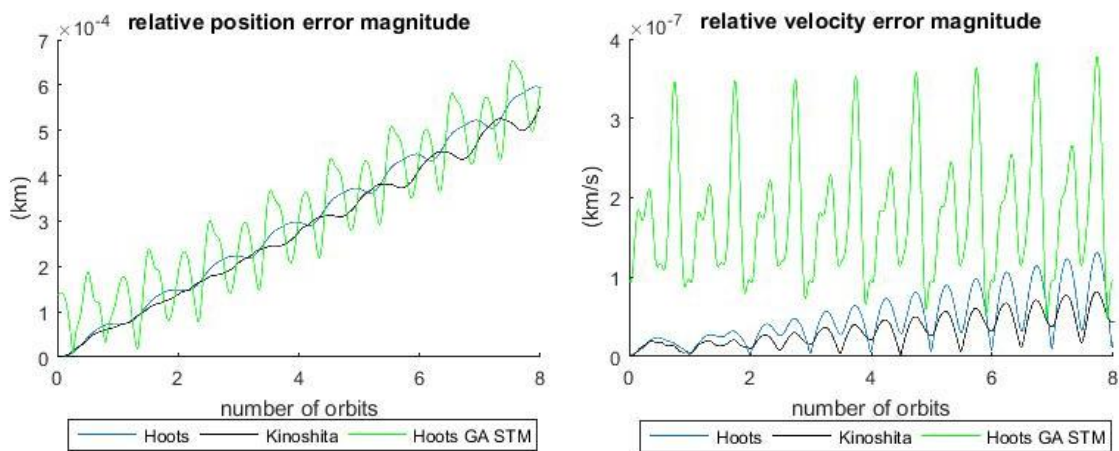 relative position error magnitude
×10⁻⁴
7
6
5
4
3
2
1
0
(km)
0 2 4 6 8
number of orbits
Hoots Kinoshita Hoots GA STM
relative velocity error magnitude
×10⁻⁷
4
3
2
1
0
(km/s)
0 2 4 6 8
number of orbits
Hoots Kinoshita Hoots GA STM